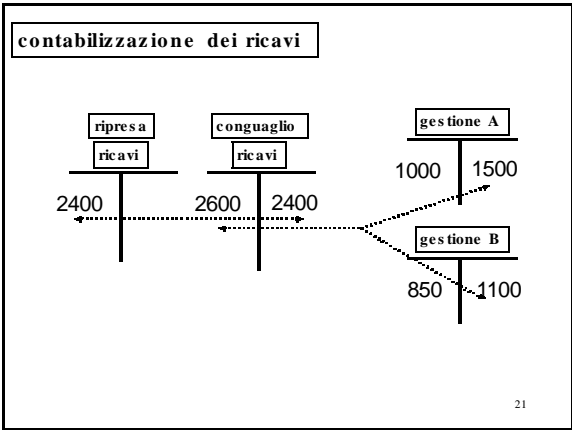 contabilizzazione dei ricavi
ripresa
ricavi
conguaglio
ricavi
gestione A
1000 1500
2400 2600 2400
gestione B
850 1100
21